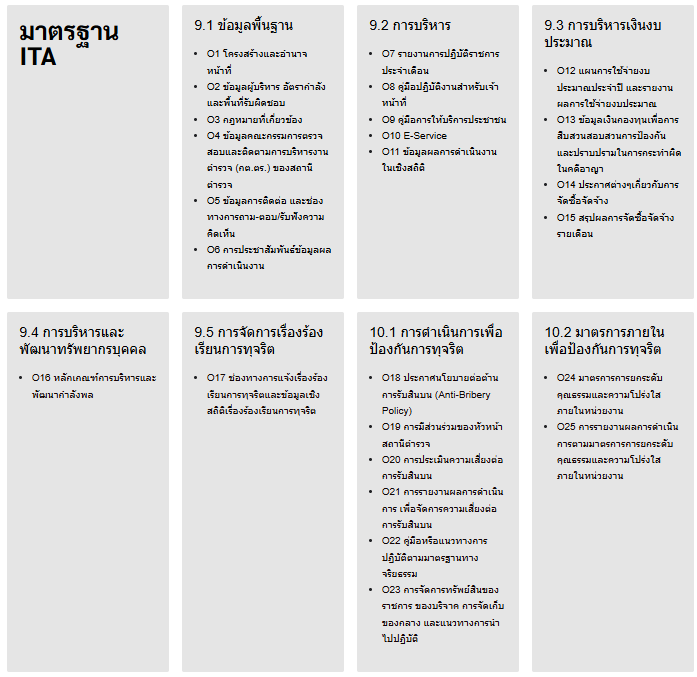 มาตรฐาน
ITA
9.1 ข้อมูลพื้นฐาน
O1 โครงสร้างและอำนาจ
หน้าที่
O2 ข้อมูลผู้บริหาร อัตรากำลัง
และพื้นที่รับผิดชอบ
O3 กฎหมายที่เกี่ยวข้อง
O4 ข้อมูลคณะกรรมการตรวจ
สอบและติดตามการบริหารงาน
ตำรวจ (กต.ตร.) ของสถานี
ตำรวจ
O5 ข้อมูลการติดต่อ และช่อง
ทางการถาม-ตอบ/รับฟังความ
คิดเห็น
O6 การประชาสัมพันธ์ข้อมูลผล
การดำเนินงาน
9.2 การบริหาร
O7 รายงานการปฏิบัติราชการ
ประจำเดือน
O8 คู่มือปฏิบัติงานสำหรับเจ้า
หน้าที่
O9 คู่มือการให้บริการประชาชน
O10 E-Service
O11 ข้อมูลผลการดำเนินงาน
ในเชิงสถิติ
9.3 การบริหารเงินงบ
ประมาณ
O12 แผนการใช้จ่ายงบ
ประมาณประจำปี และรายงาน
ผลการใช้จ่ายงบประมาณ
O13 ข้อมูลเงินกองทุนเพื่อการ
สืบสวนสอบสวนการป้องกัน
และปราบปรามในการกระทำผิด
ในคดีอาญา
O14 ประกาศต่างๆเกี่ยวกับการ
จัดซื้อจัดจ้าง
O15 สรุปผลการจัดซื้อจัดจ้าง
รายเดือน
9.4 การบริหารและ
พัฒนาทรัพยากรบุคคล
O16 หลักเกณฑ์การบริหารและ
พัฒนากำลังพล
9.5 การจัดการเรื่องร้อง
เรียนการทุจริต
O17 ช่องทางการแจ้งเรื่องร้อง
เรียนการทุจริตและข้อมูลเชิง
สถิติเรื่องร้องเรียนการทุจริต
10.1 การดำเนินการเพื่อ
ป้องกันการทุจริต
O18 ประกาศนโยบายต่อต้าน
การรับสินบน (Anti-Bribery
Policy)
O19 การมีส่วนร่วมของหัวหน้า
สถานีตำรวจ
O20 การประเมินความเสี่ยงต่อ
การรับสินบน
O21 การรายงานผลการดำเนิน
การ เพื่อจัดการความเสี่ยงต่อ
การรับสินบน
O22 คู่มือหรือแนวทางการ
ปฏิบัติตามมาตรฐานทาง
จริยธรรม
O23 การจัดการทรัพย์สินของ
ราชการ ของบริจาค การจัดเก็บ
ของกลาง และแนวทางการนำ
ไปปฏิบัติ
10.2 มาตรการภายใน
เพื่อป้องกันการทุจริต
O24 มาตรการการยกระดับ
คุณธรรมและความโปร่งใส
ภายในหน่วยงาน
O25 การรายงานผลการดำเนิน
การตามมาตรการการยกระดับ
คุณธรรมและความโปร่งใส
ภายในหน่วยงาน